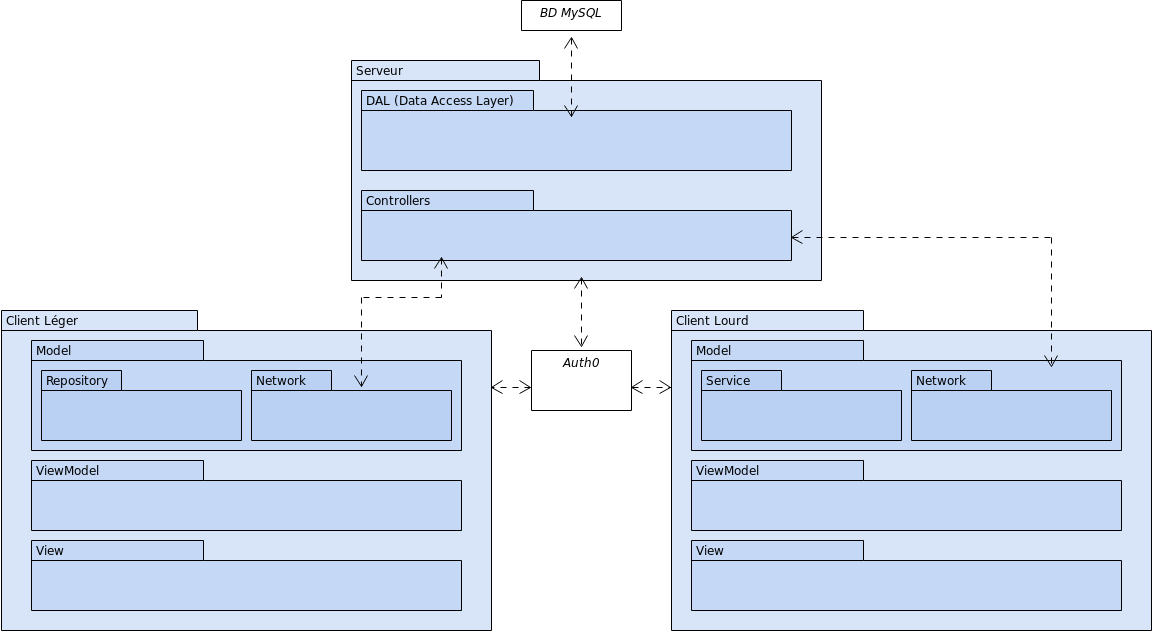 BD MySQL
Serveur
DAL (Data Access Layer)
Controllers
Client Léger
Model
Repository
Network
ViewModel
View
Auth0
Client Lourd
Model
Service
Network
ViewModel
View